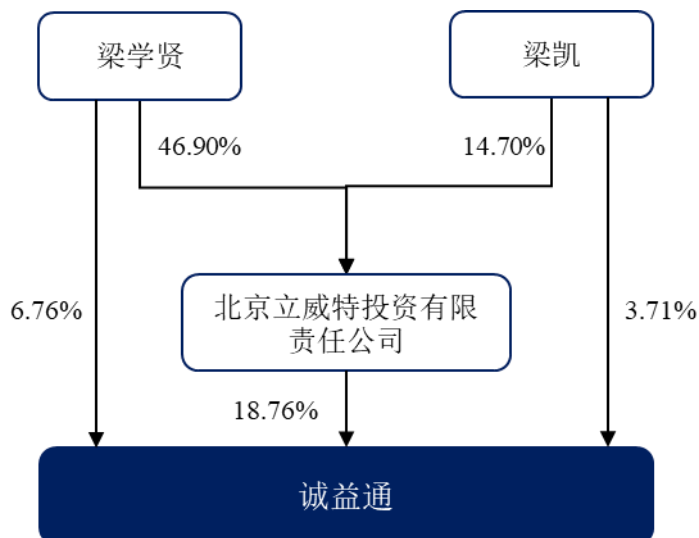 梁学贤
梁凯
46.90%
14.70%
6.76%
北京立威特投资有限
责任公司
3.71%
18.76%
诚益通